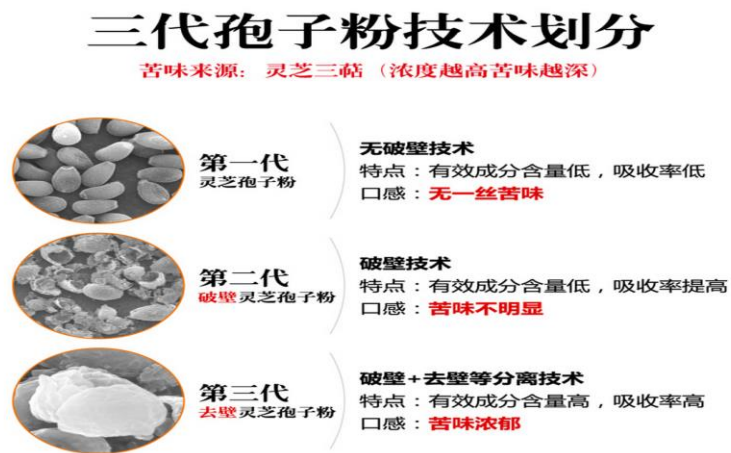 三代孢子粉技术划分
苦味来源：灵芝三萜（浓度越高苦味越深）
第一代
灵芝孢子粉
无破壁技术
特点：有效成分含量低，吸收率低
口感：无一丝苦味
第二代
破壁灵芝孢子粉
破壁技术
特点：有效成分含量低，吸收率提高
口感：苦味不明显
第三代
去壁灵芝孢子粉
破壁+去壁等分离技术
特点：有效成分含量高，吸收率高
口感：苦味浓郁